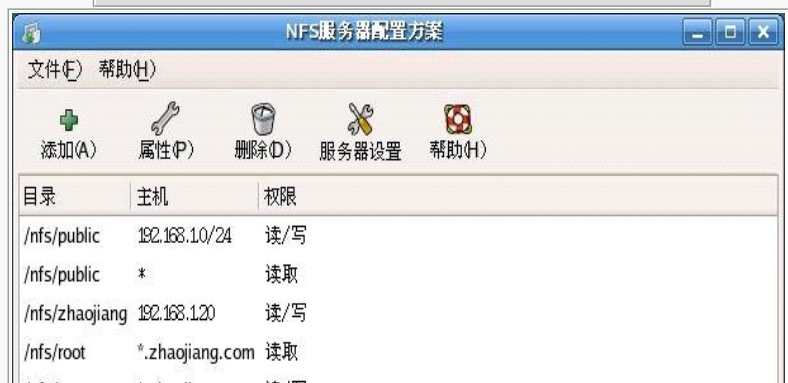 NFS服务器配置方案
文件(F) 帮助(H)
添加(A) 属性(P) 删除(D) 服务器设置 帮助(H)
目录 主机 权限
/nfs/public 192.168.1.0/24 读/写
/nfs/public * 读取
/nfs/zhaojiang 192.168.1.20 读/写
/nfs/root *.zhaojiang.com 读取